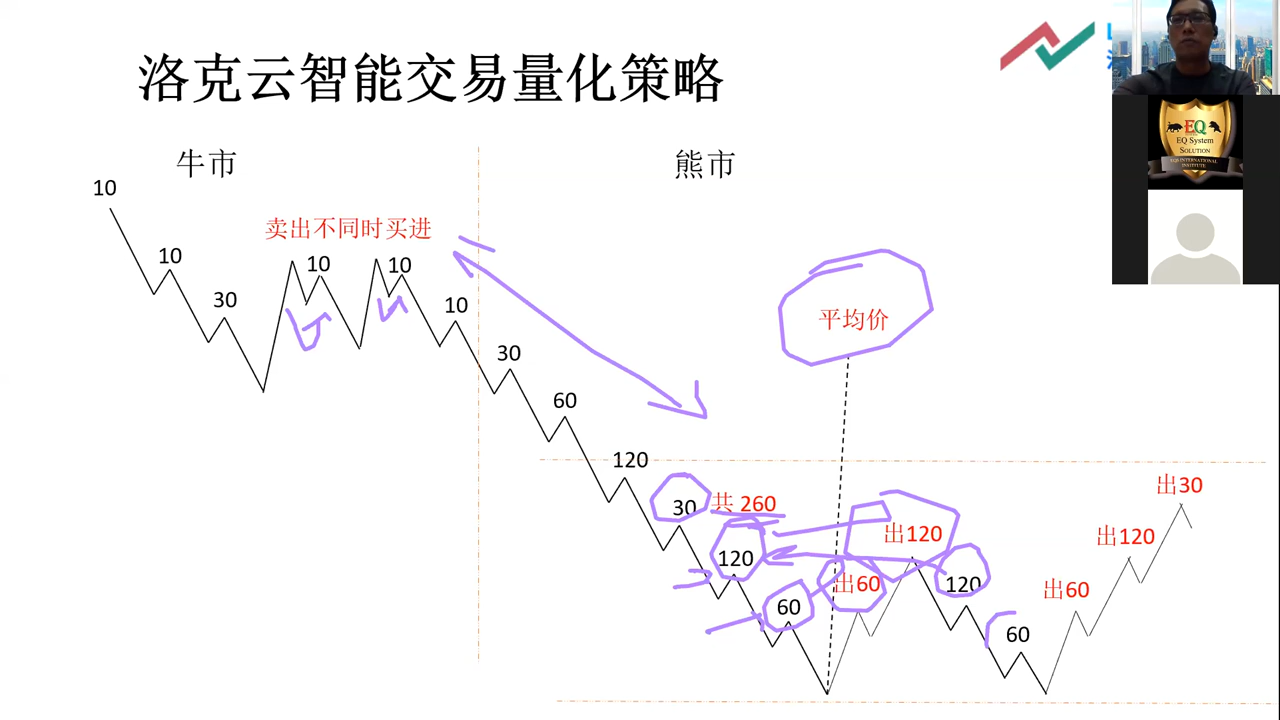 洛克云智能交易量化策略
牛市
熊市
10
10
30
卖出不同时买进
10
10
10
30
60
120
30
共 260
120
60
平均价
出60
出120
120
60
出60
出120
出30
EQ
EQ System
Solution
EQS INTERNATIONAL
INSTITUTE